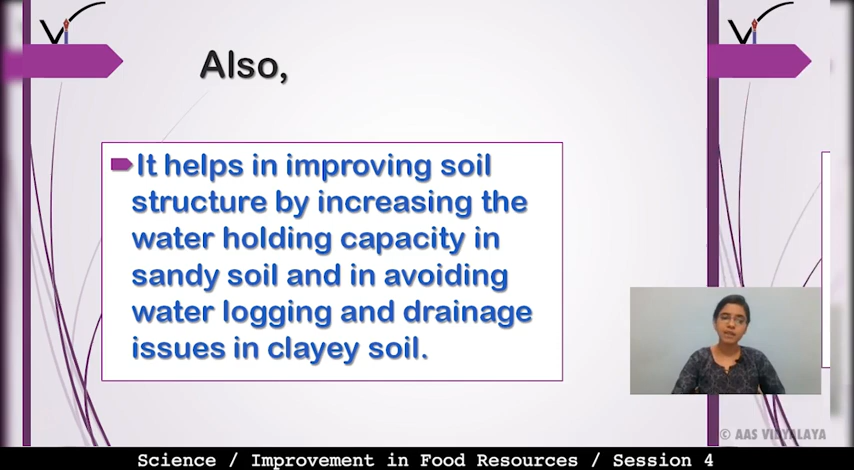 Also,
It helps in improving soil
structure by increasing the
water holding capacity in
sandy soil and in avoiding
water logging and drainage
issues in clayey soil.
© AAS VIDYALAYA
Science / Improvement in Food Resources / Session 4